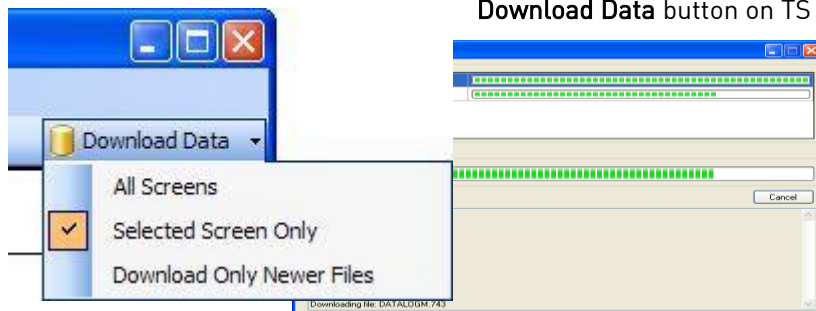 Download Data button on TS
Download Data
All Screens
Selected Screen Only
Download Only Newer Files
Cancel
Downloading file: DATALOGM.743